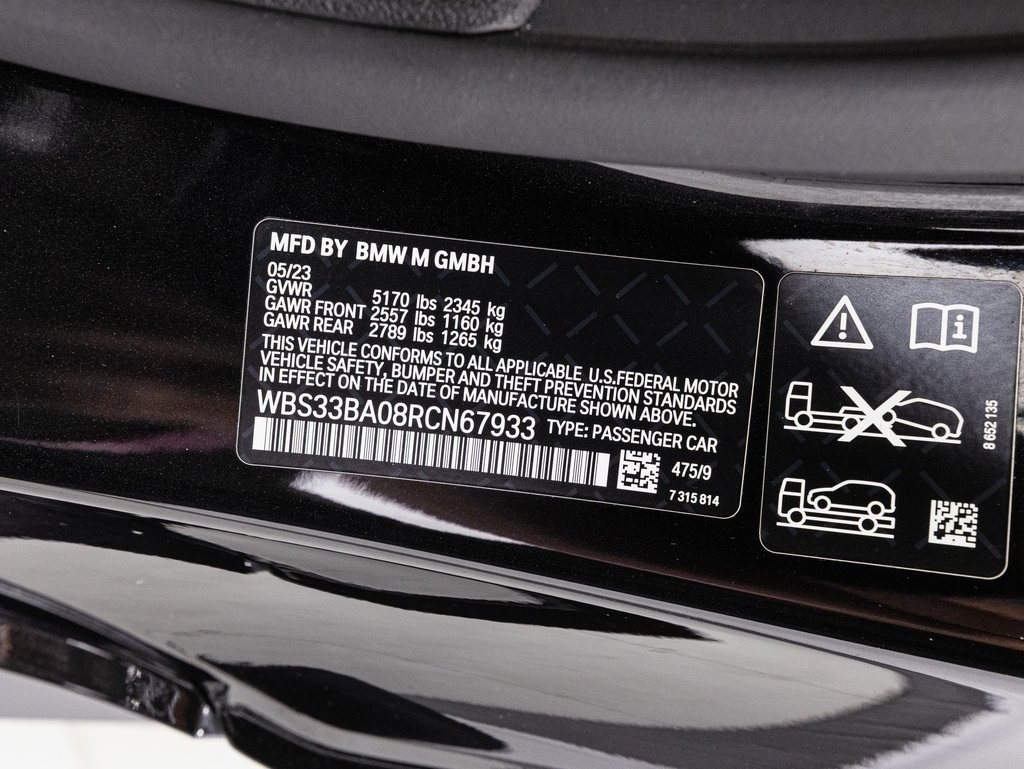 MFD BY BMW M GMBH
05/23
GVWR 5170 lbs 2345 kg
GAWR FRONT 2557 lbs 1160 kg
GAWR REAR 2789 lbs 1265 kg
THIS VEHICLE CONFORMS TO ALL APPLICABLE U.S.FEDERAL MOTOR
VEHICLE SAFETY, BUMPER AND THEFT PREVENTION STANDARDS
IN EFFECT ON THE DATE OF MANUFACTURE SHOWN ABOVE.
WBS33BA08RCN67933 TYPE: PASSENGER CAR
475/9
7 315 814
8 652 135